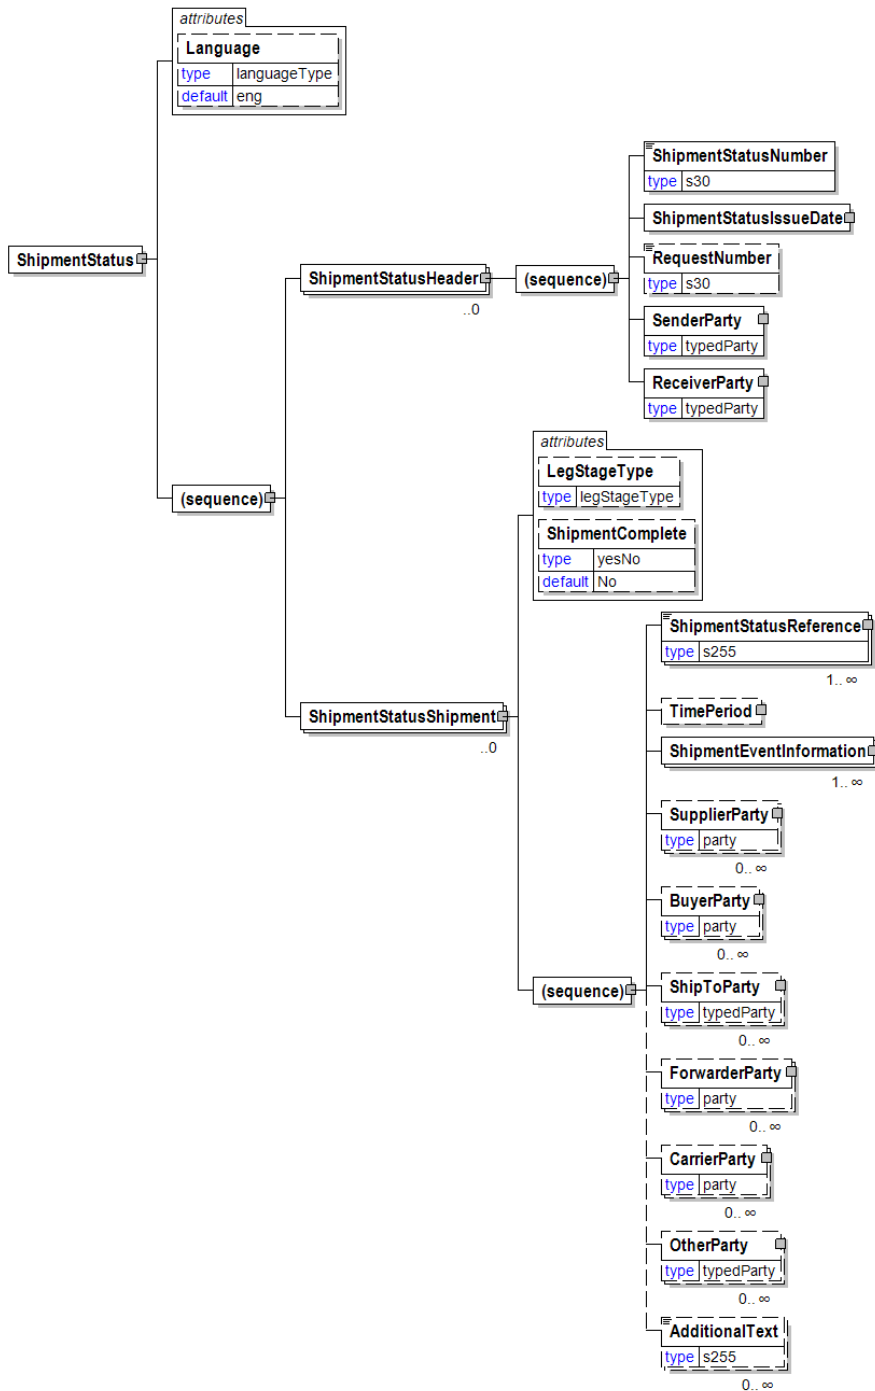 attributes
Language
type languageType
default eng
ShipmentStatus
ShipmentStatusHeader
..0
(sequence)
ShipmentStatusNumber
type s30
ShipmentStatusIssueDate
RequestNumber
type s30
SenderParty
type typedParty
ReceiverParty
type typedParty
(sequence)
attributes
LegStageType
type legStageType
ShipmentComplete
type yesNo
default No
ShipmentStatusShipment
..0
(sequence)
ShipmentStatusReference
type s255
1.. ∞
TimePeriod
ShipmentEventInformation
1.. ∞
SupplierParty
type party
0.. ∞
BuyerParty
type party
0.. ∞
ShipToParty
type typedParty
0.. ∞
ForwarderParty
type party
0.. ∞
CarrierParty
type party
0.. ∞
OtherParty
type typedParty
0.. ∞
AdditionalText
type s255
0.. ∞